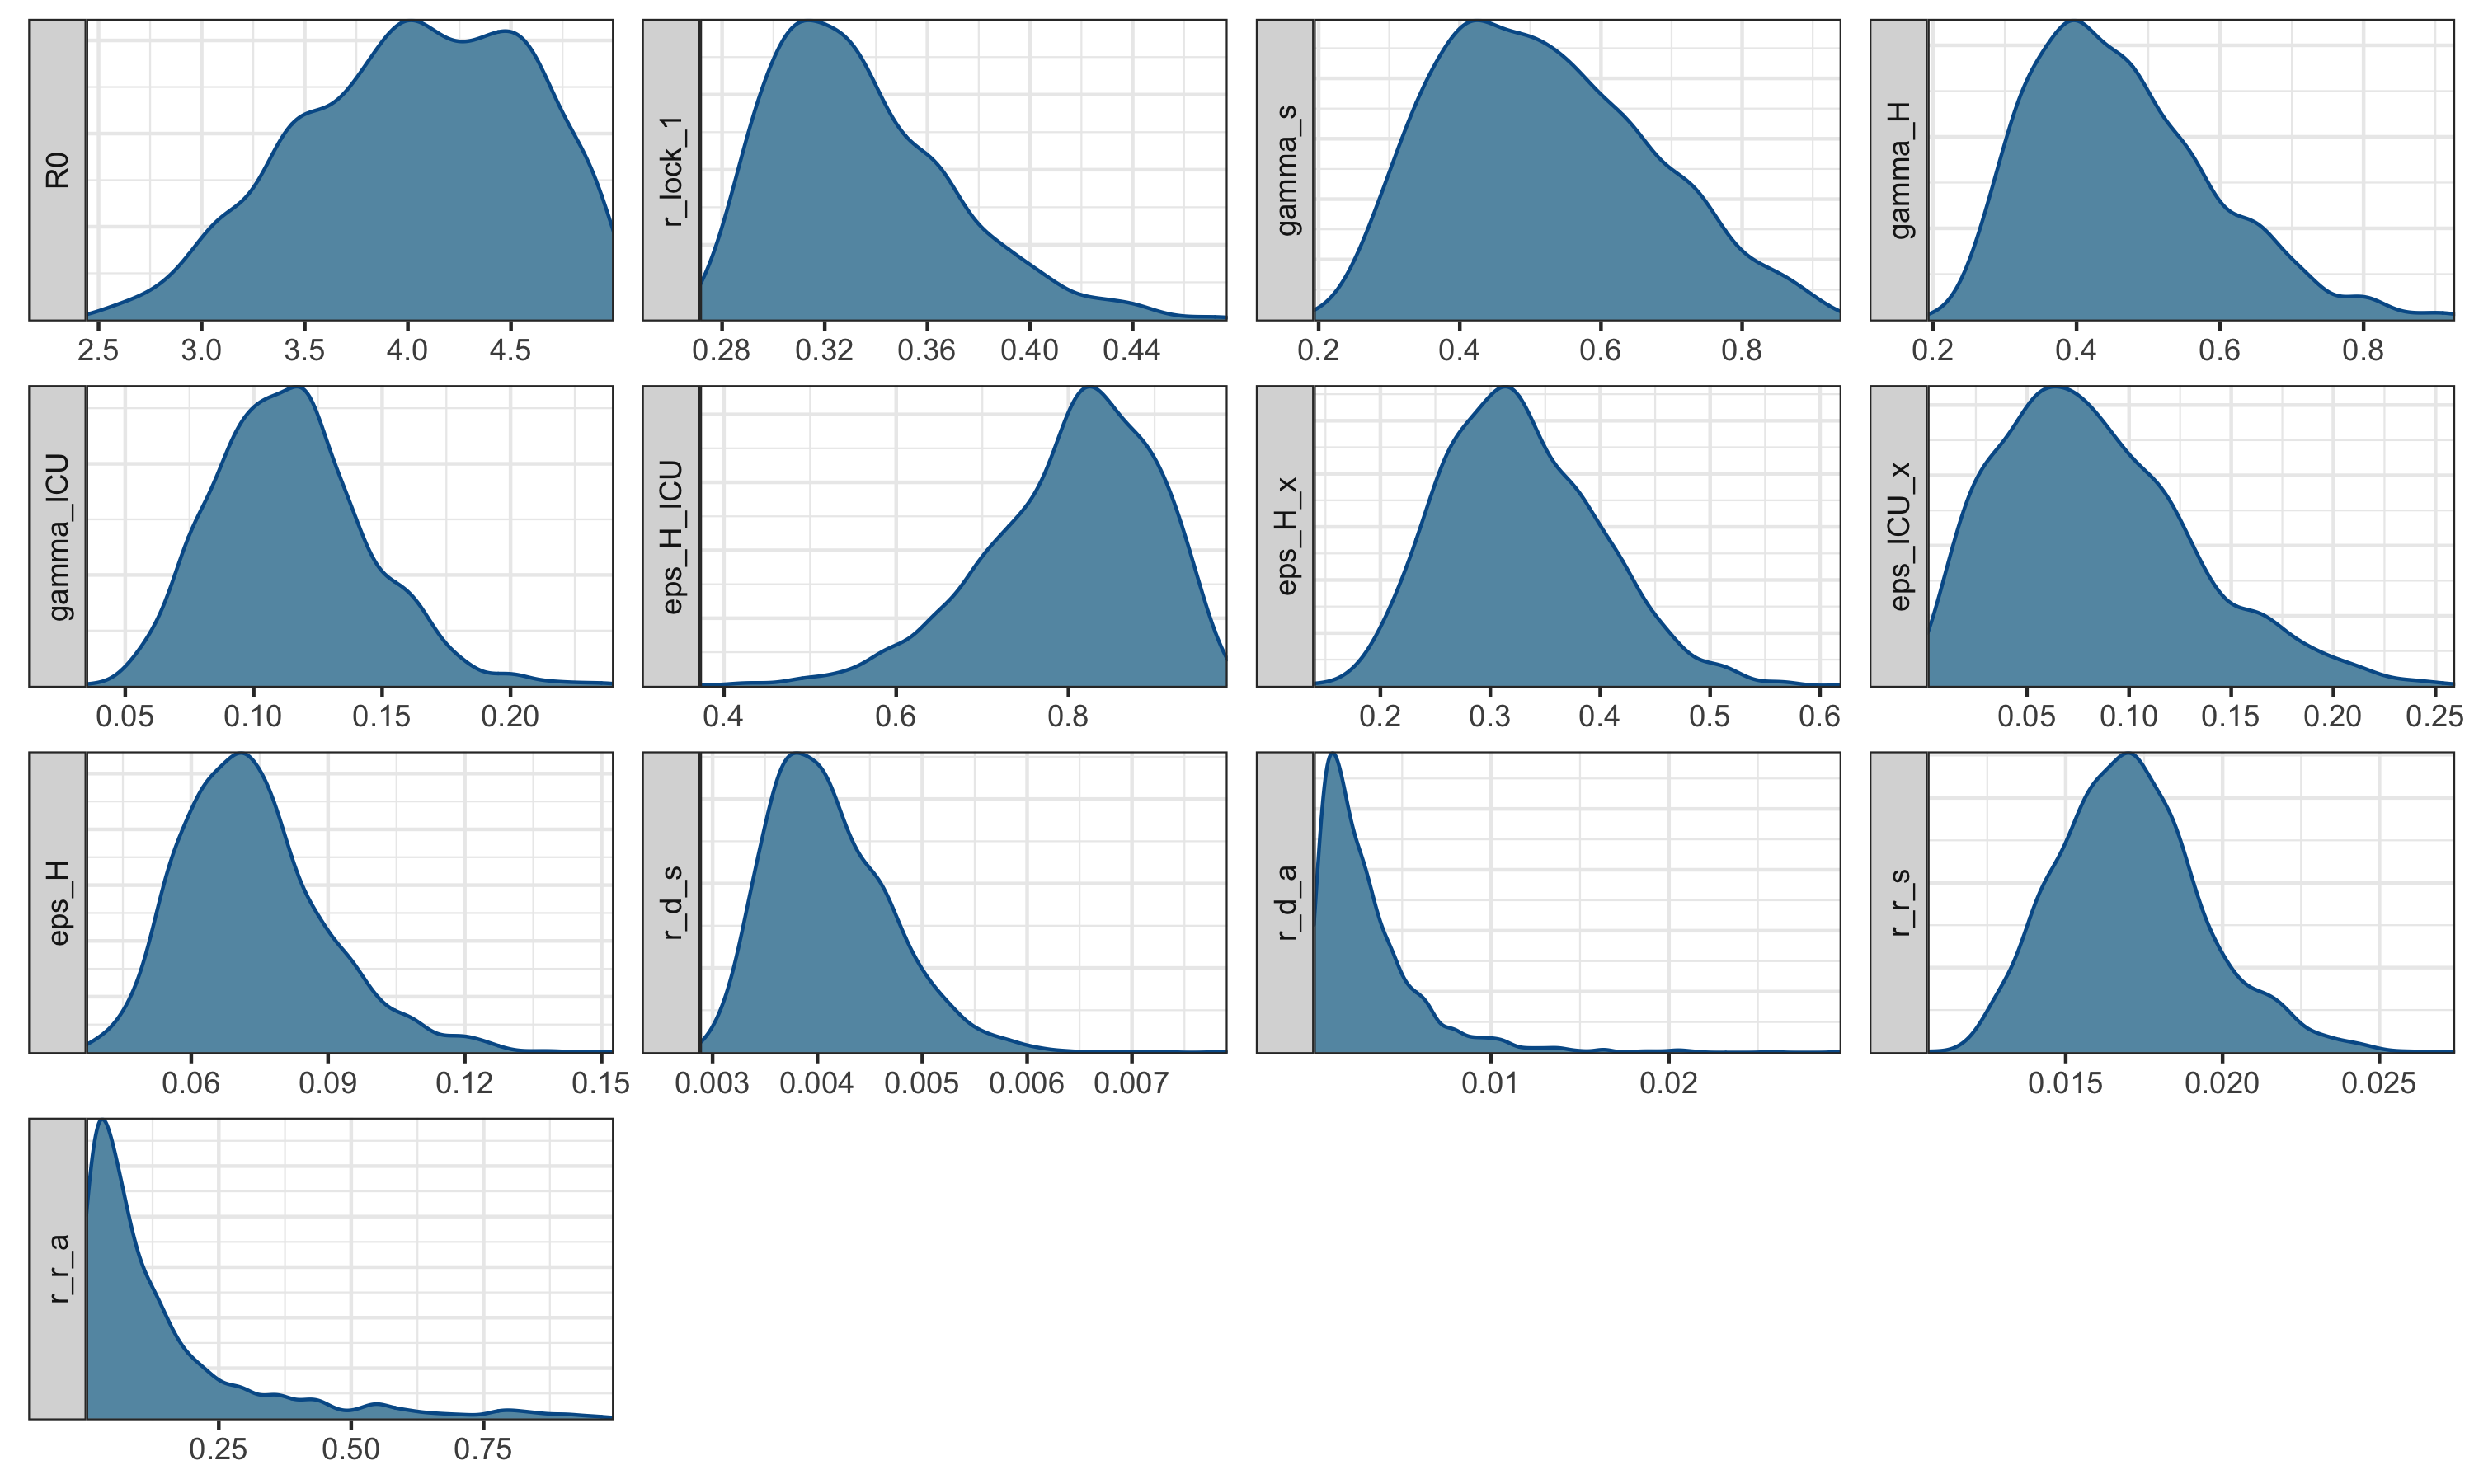 R0
2.5 3.0 3.5 4.0 4.5
r_lock_1
0.28 0.32 0.36 0.40 0.44
gamma_s
0.2 0.4 0.6 0.8
gamma_H
0.2 0.4 0.6 0.8
gamma_ICU
0.05 0.10 0.15 0.20
eps_H_ICU
0.4 0.6 0.8
eps_H_x
0.2 0.3 0.4 0.5 0.6
eps_ICU_x
0.05 0.10 0.15 0.20 0.25
eps_H
0.06 0.09 0.12 0.15
r_d_s
0.003 0.004 0.005 0.006 0.007
r_d_a
0.01 0.02
r_r_s
0.015 0.020 0.025
r_r_a
0.25 0.50 0.75